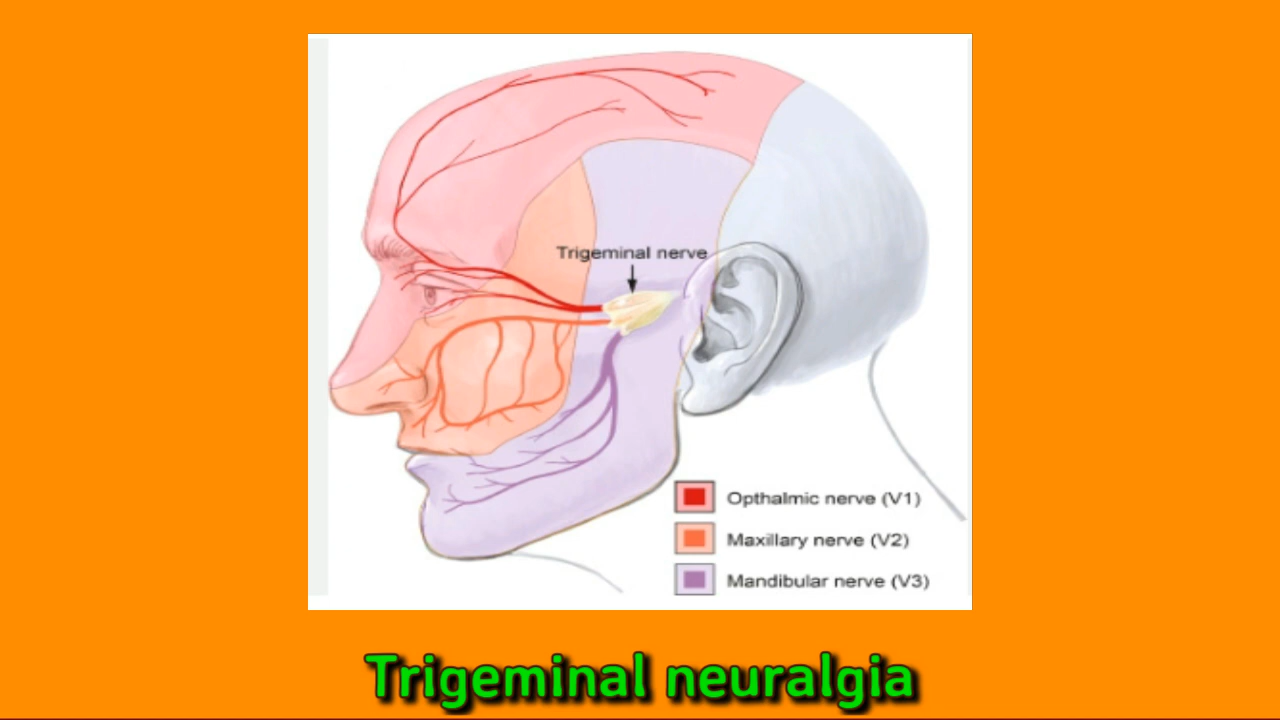 Trigeminal nerve
Opthalmic nerve (V1)
Maxillary nerve (V2)
Mandibular nerve (V3)
Trigeminal neuralgia